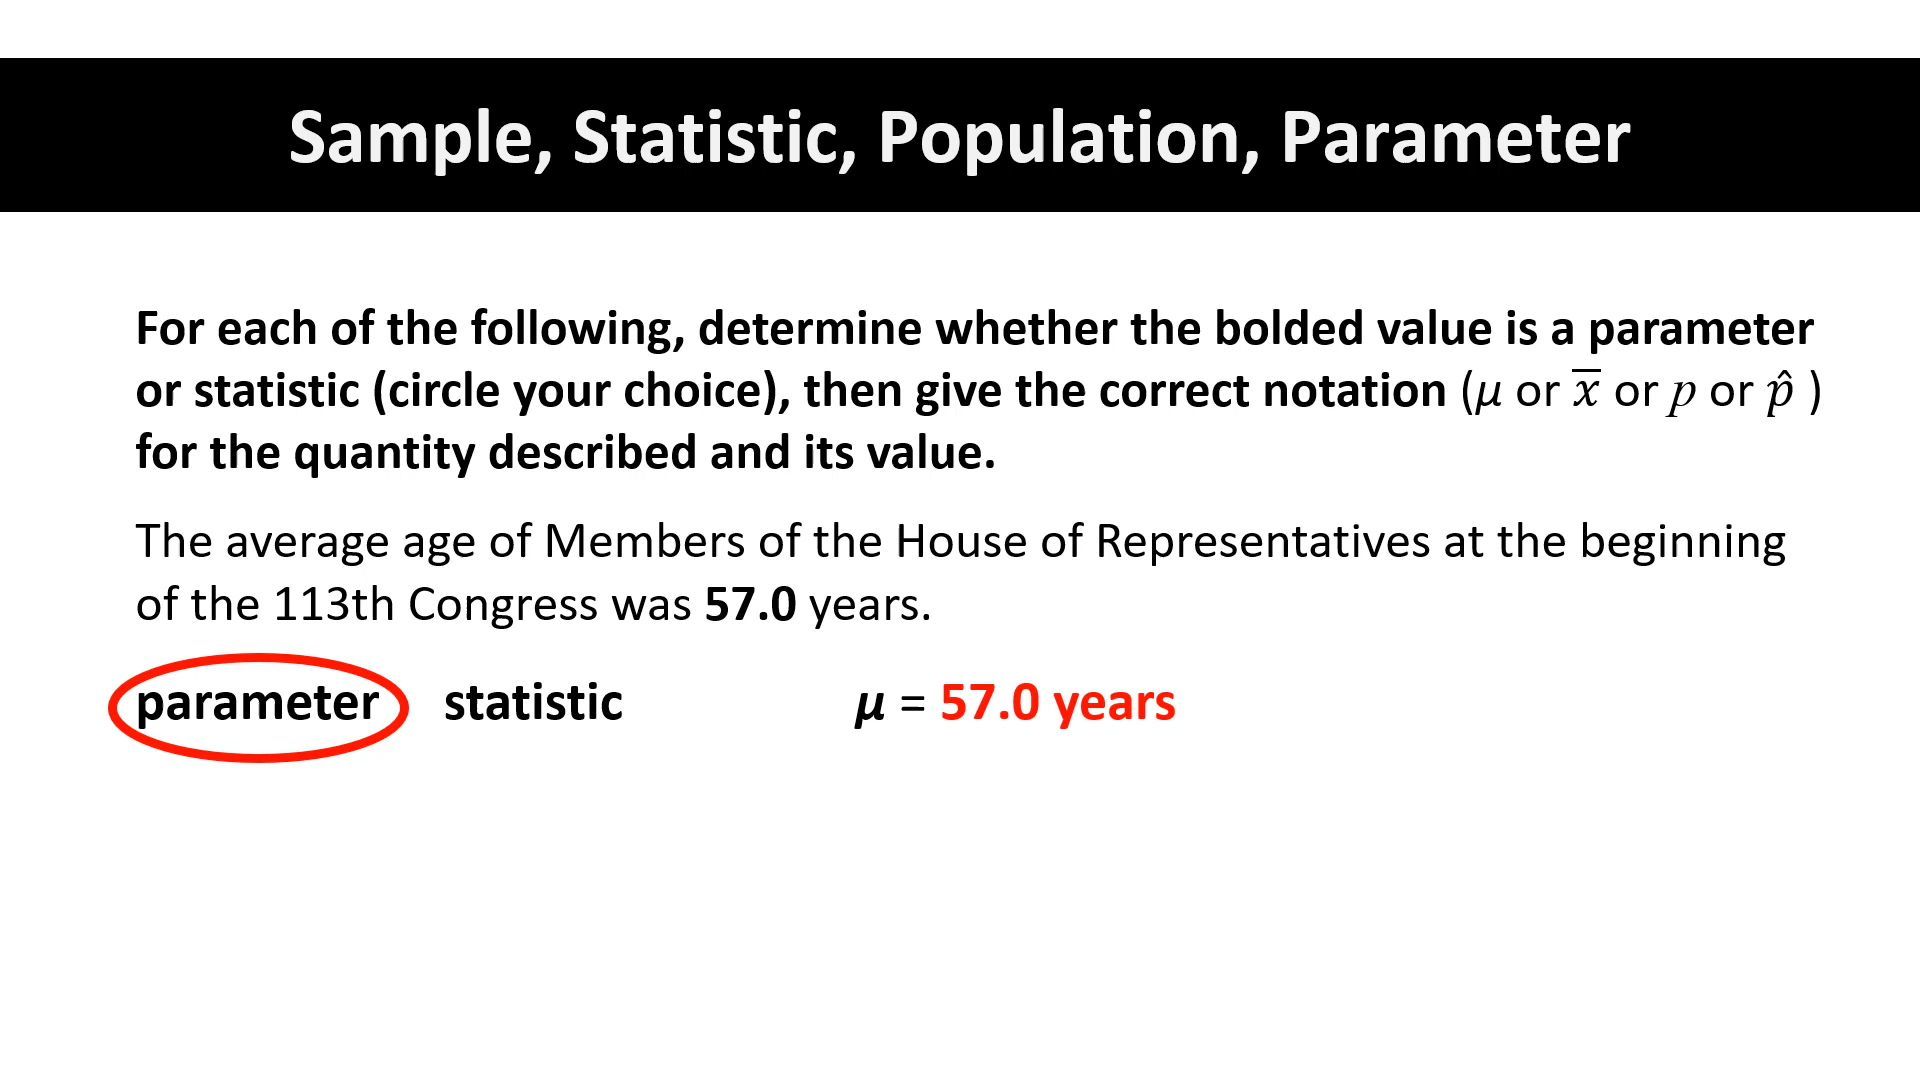 Sample, Statistic, Population, Parameter
For each of the following, determine whether the bolded value is a parameter
or statistic (circle your choice), then give the correct notation (μ or x̅ or p or p̂ )
for the quantity described and its value.
The average age of Members of the House of Representatives at the beginning
of the 113th Congress was 57.0 years.
parameter statistic μ = 57.0 years